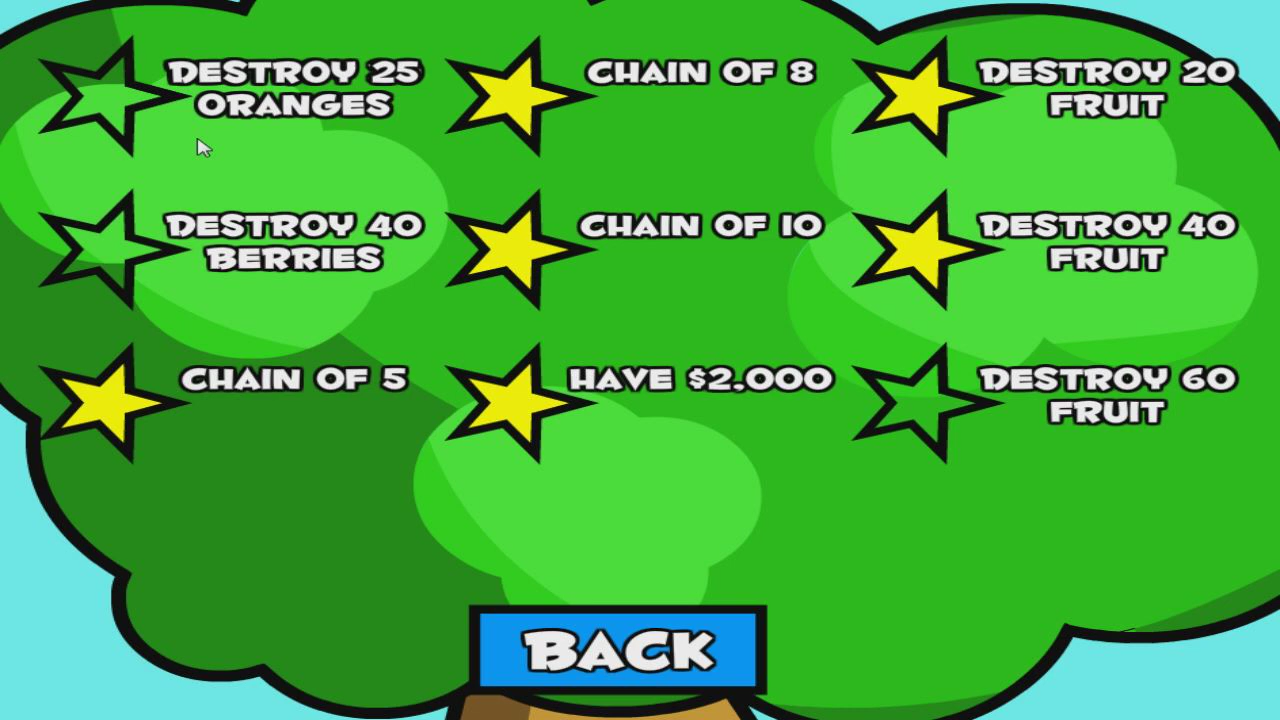 DESTROY 25
ORANGES
CHAIN OF 8
DESTROY 20
FRUIT
DESTROY 40
BERRIES
CHAIN OF 10
DESTROY 40
FRUIT
CHAIN OF 5
HAVE $2,000
DESTROY 60
FRUIT
BACK